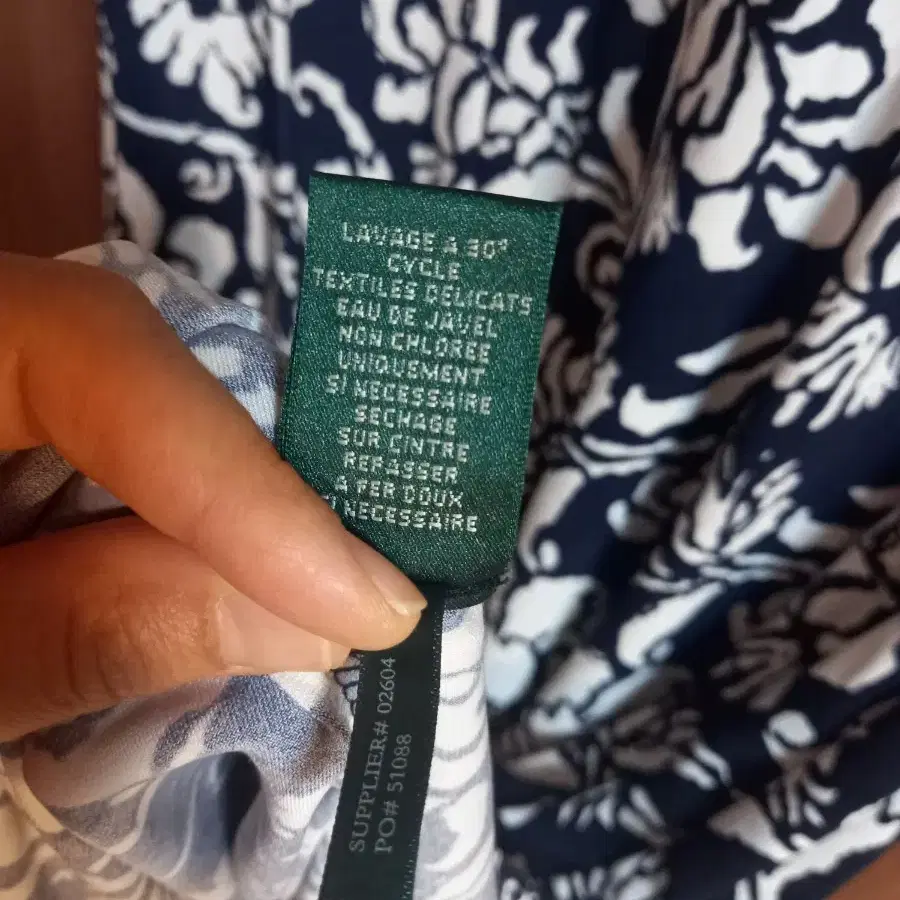 LAVAGE A 30°
CYCLE
TEXTILES DELICATS
EAU DE JAVEL
NON CHLOREE
UNIQUEMENT
SI NECESSAIRE
SECHAGE
SUR CINTRE
REPASSER
A FER DOUX
NECESSAIRE
SUPPLIER# 02604
PO# 51088